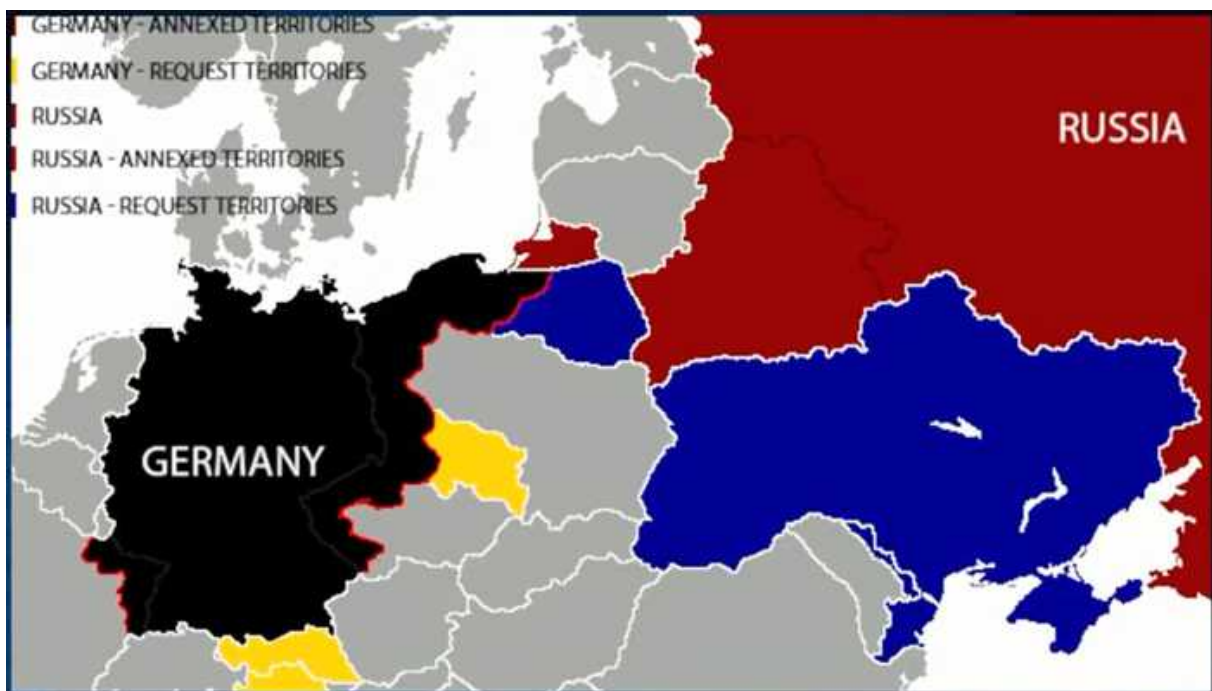 GERMANY - ANNEXED TERRITORIES
GERMANY - REQUEST TERRITORIES
RUSSIA
RUSSIA - ANNEXED TERRITORIES
RUSSIA - REQUEST TERRITORIES
RUSSIA
GERMANY